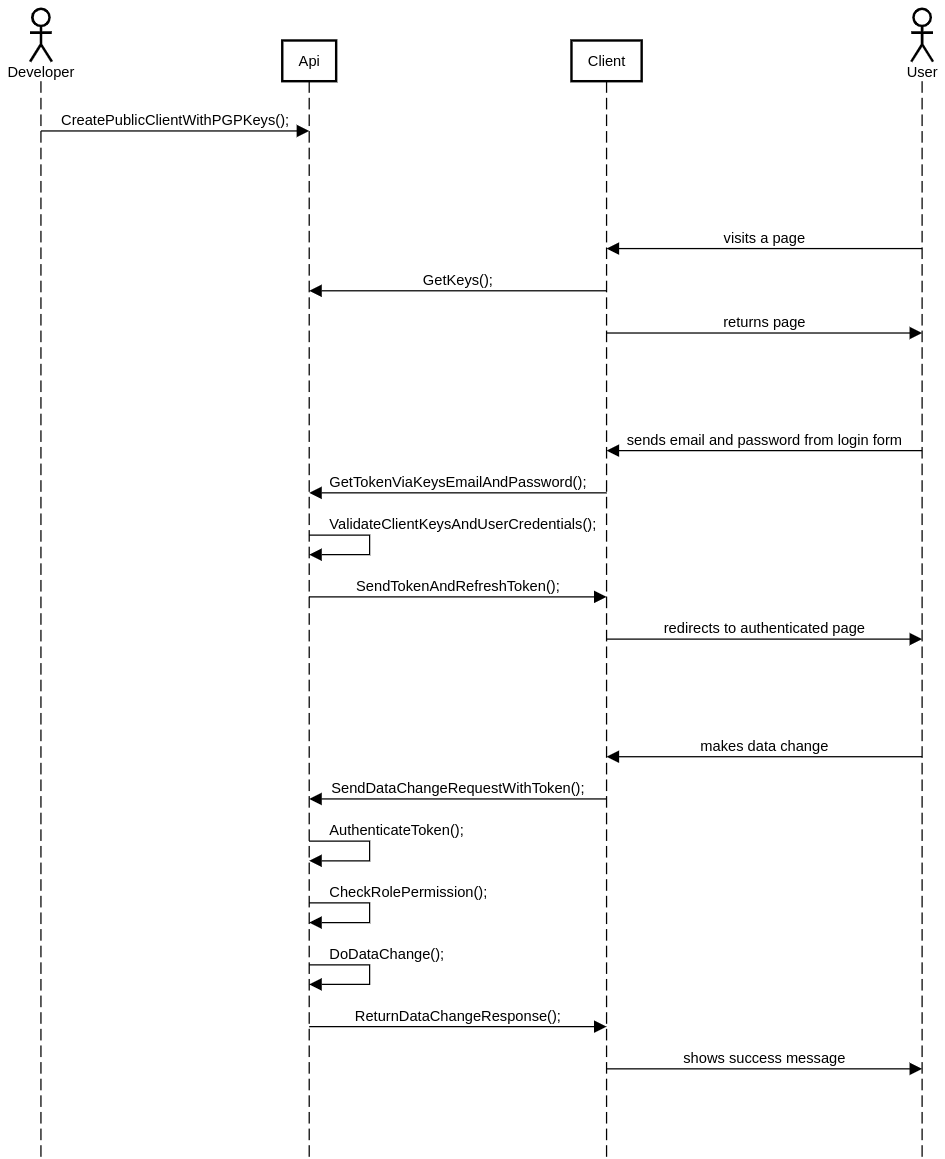 Developer
Api
Client
User
CreatePublicClientWithPGPKeys();
visits a page
GetKeys();
returns page
sends email and password from login form
GetTokenViaKeysEmailAndPassword();
ValidateClientKeysAndUserCredentials();
SendTokenAndRefreshToken();
redirects to authenticated page
makes data change
SendDataChangeRequestWithToken();
AuthenticateToken();
CheckRolePermission();
DoDataChange();
ReturnDataChangeResponse();
shows success message